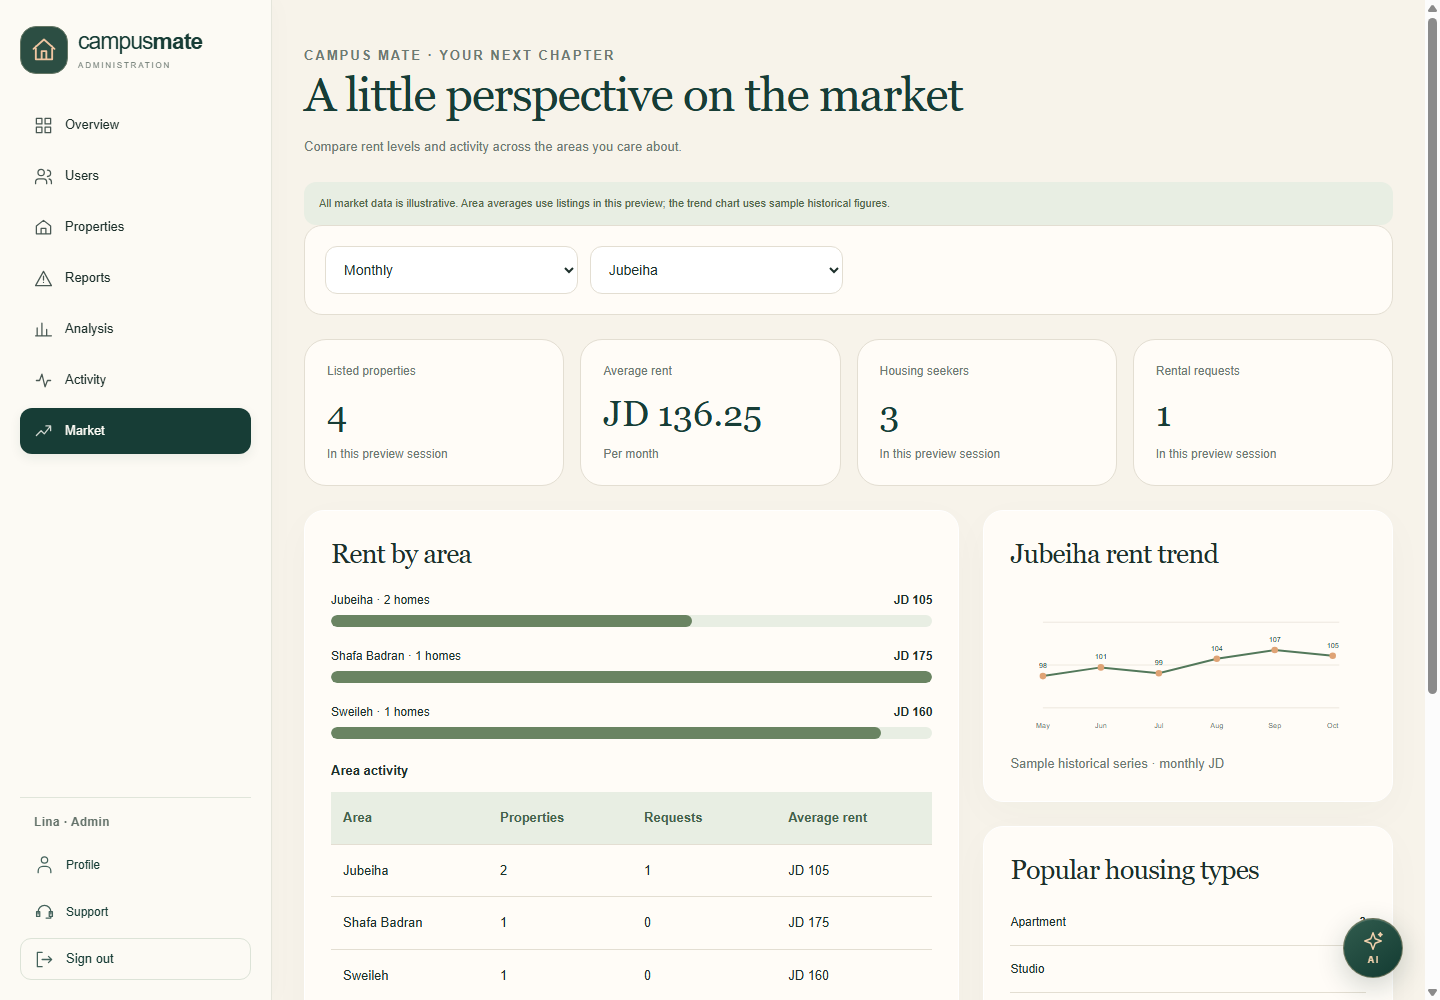 campusmate
ADMINISTRATION
Overview
Users
Properties
Reports
Analysis
Activity
Market
Lina · Admin
Profile
Support
Sign out
CAMPUS MATE · YOUR NEXT CHAPTER
A little perspective on the market
Compare rent levels and activity across the areas you care about.
All market data is illustrative. Area averages use listings in this preview; the trend chart uses sample historical figures.
Monthly
Jubeiha
Listed properties
4
In this preview session
Average rent
JD 136.25
Per month
Housing seekers
3
In this preview session
Rental requests
1
In this preview session
Rent by area
Jubeiha · 2 homes JD 105
Shafa Badran · 1 homes JD 175
Sweileh · 1 homes JD 160
Area activity
Area Properties Requests Average rent
Jubeiha 2 1 JD 105
Shafa Badran 1 0 JD 175
Sweileh 1 0 JD 160
Jubeiha rent trend
98 101 99 104 107 105
May Jun Jul Aug Sep Oct
Sample historical series · monthly JD
Popular housing types
Apartment
Studio
AI